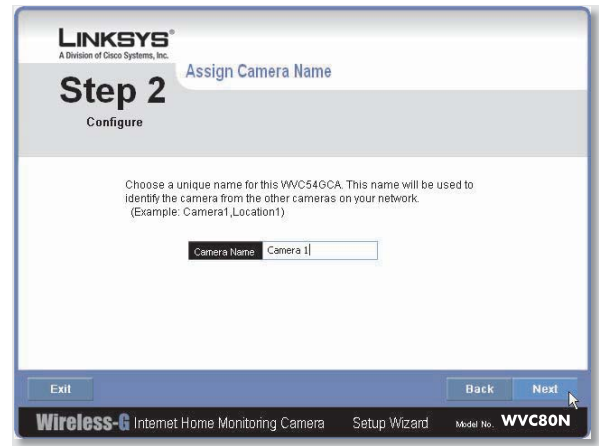 LINKSYS®
A Division of Cisco Systems, Inc.
Assign Camera Name
Step 2
Configure
Choose a unique name for this WVC54GCA. This name will be used to
identify the camera from the other cameras on your network.
(Example: Camera1,Location1)
Camera Name Camera 1
Exit Back Next
Wireless-G Internet Home Monitoring Camera Setup Wizard Model No. WVC80N